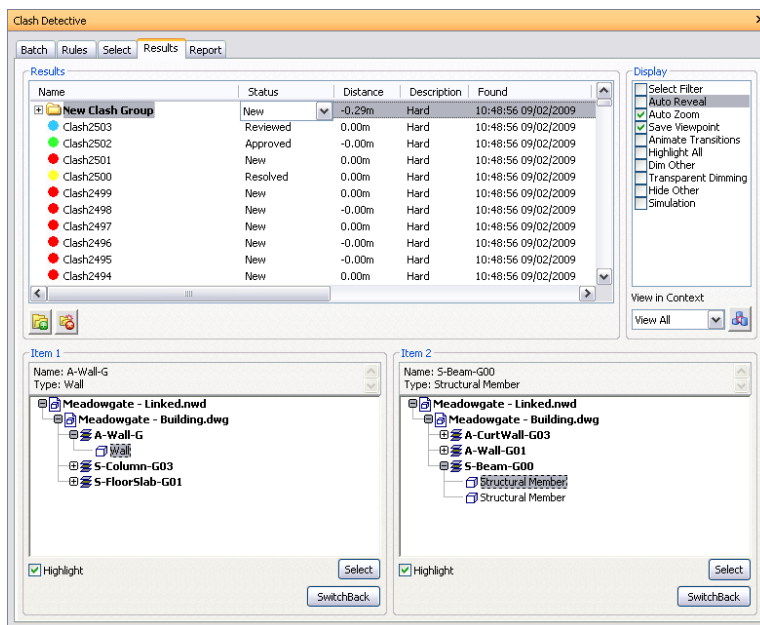 Clash Detective
Batch Rules Select Results Report
Results
Name Status Distance Description Found
New Clash Group New -0.29m Hard 10:48:56 09/02/2009
Clash2503 Reviewed 0.00m Hard 10:48:56 09/02/2009
Clash2502 Approved -0.00m Hard 10:48:56 09/02/2009
Clash2501 New 0.00m Hard 10:48:56 09/02/2009
Clash2500 Resolved 0.00m Hard 10:48:56 09/02/2009
Clash2499 New 0.00m Hard 10:48:56 09/02/2009
Clash2498 New -0.00m Hard 10:48:56 09/02/2009
Clash2497 New 0.00m Hard 10:48:56 09/02/2009
Clash2496 New -0.00m Hard 10:48:56 09/02/2009
Clash2495 New -0.00m Hard 10:48:56 09/02/2009
Clash2494 New 0.00m Hard 10:48:56 09/02/2009
Display
Select Filter
Auto Reveal
Auto Zoom
Save Viewpoint
Animate Transitions
Highlight All
Dim Other
Transparent Dimming
Hide Other
Simulation
View in Context
View All
Item 1
Name: A-Wall-G
Type: Wall
Meadowgate - Linked.nwd
Meadowgate - Building.dwg
A-Wall-G
Wall
S-Column-G03
S-FloorSlab-G01
Highlight Select
SwitchBack
Item 2
Name: S-Beam-G00
Type: Structural Member
Meadowgate - Linked.nwd
Meadowgate - Building.dwg
A-CurtWall-G03
A-Wall-G01
S-Beam-G00
Structural Member
Structural Member
Highlight Select
SwitchBack